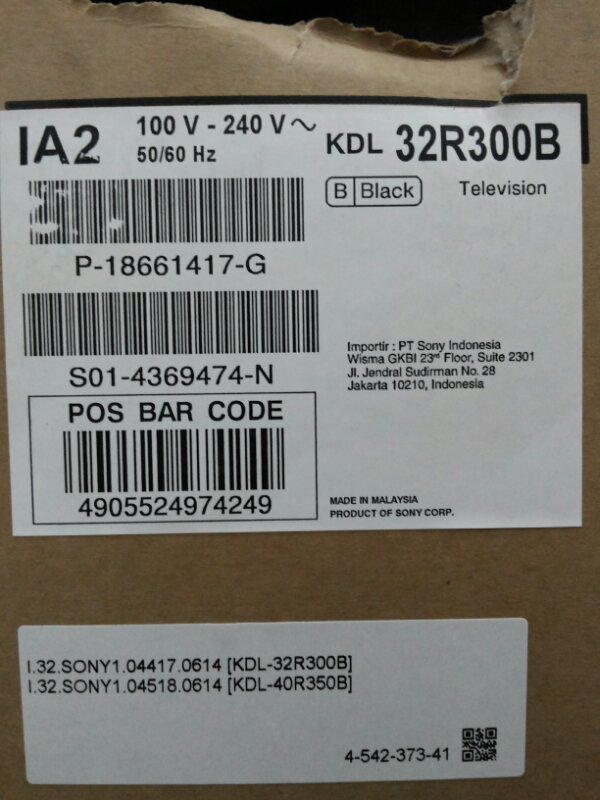 IA2
100 V - 240 V～
50/60 Hz
KDL 32R300B
B Black
Television
P-18661417-G
S01-4369474-N
POS BAR CODE
4905524974249
Importir : PT Sony Indonesia
Wisma GKBI 23rd Floor, Suite 2301
Jl. Jendral Sudirman No. 28
Jakarta 10210, Indonesia
MADE IN MALAYSIA
PRODUCT OF SONY CORP.
I.32.SONY1.04417.0614 [KDL-32R300B]
I.32.SONY1.04518.0614 [KDL-40R350B]
4-542-373-41